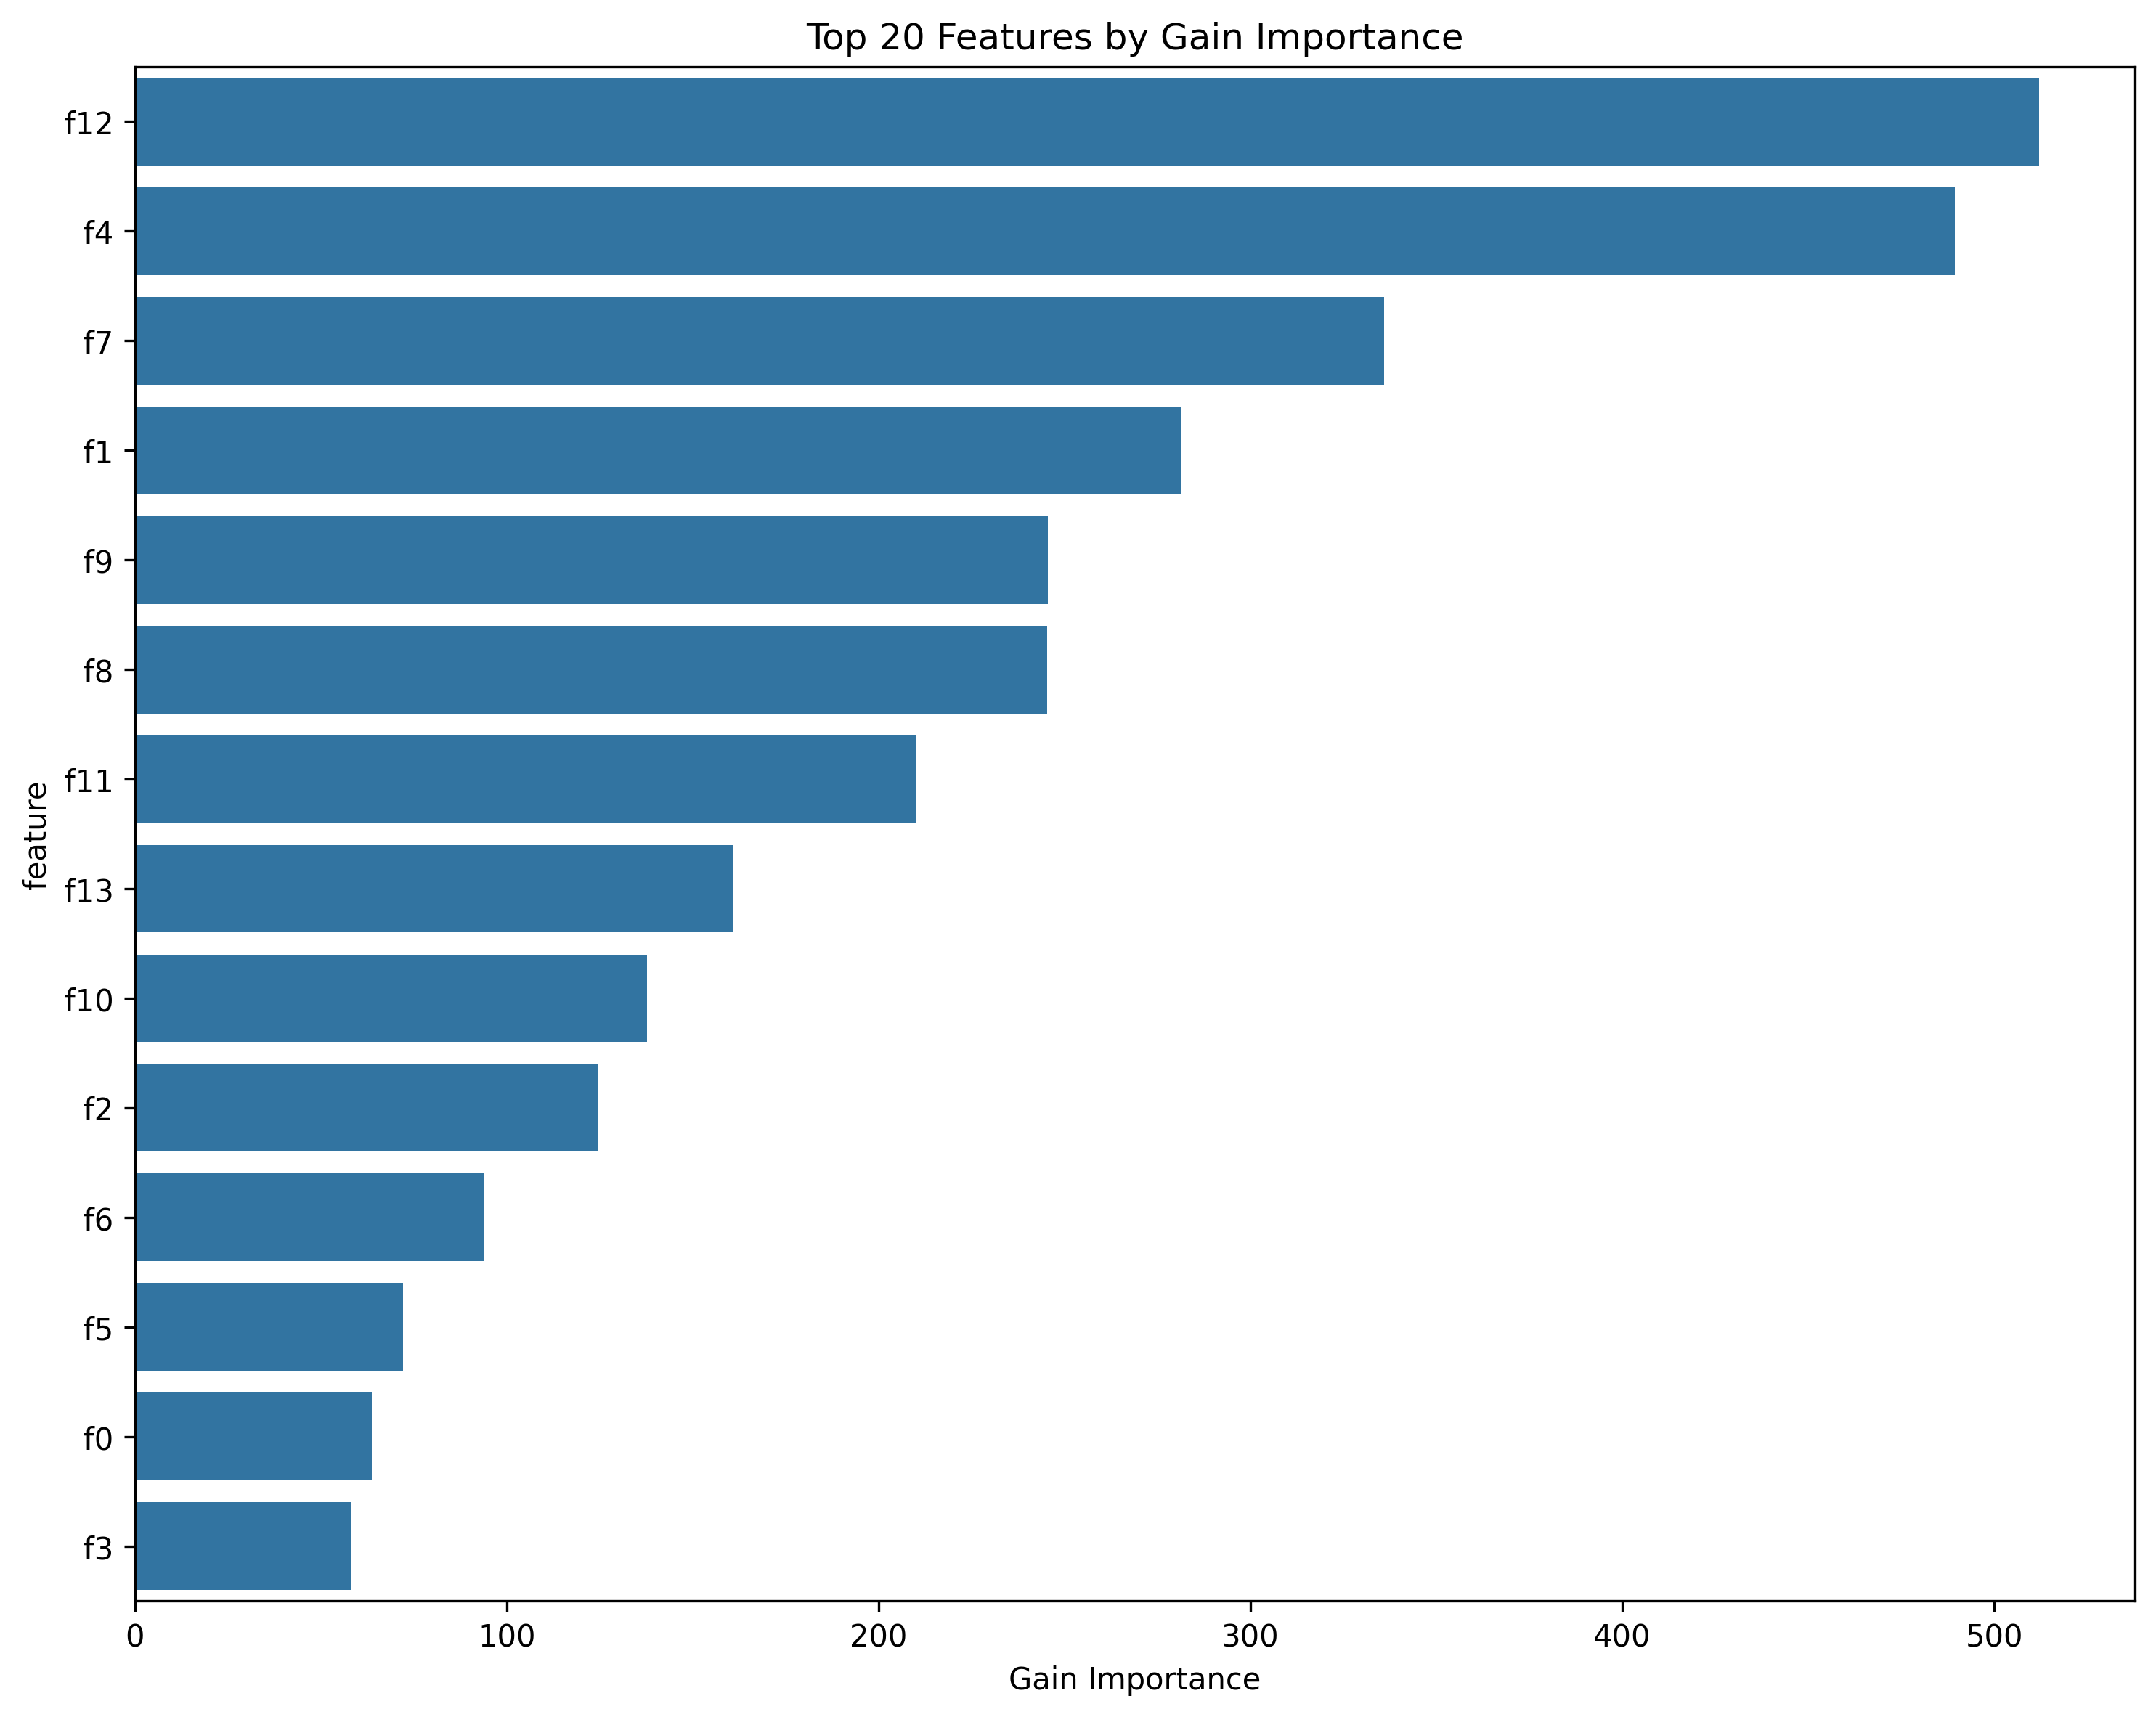 Top 20 Features by Gain Importance
f12
f4
f7
f1
f9
f8
f11
f13
f10
f2
f6
f5
f0
f3
feature
0 100 200 300 400 500
Gain Importance